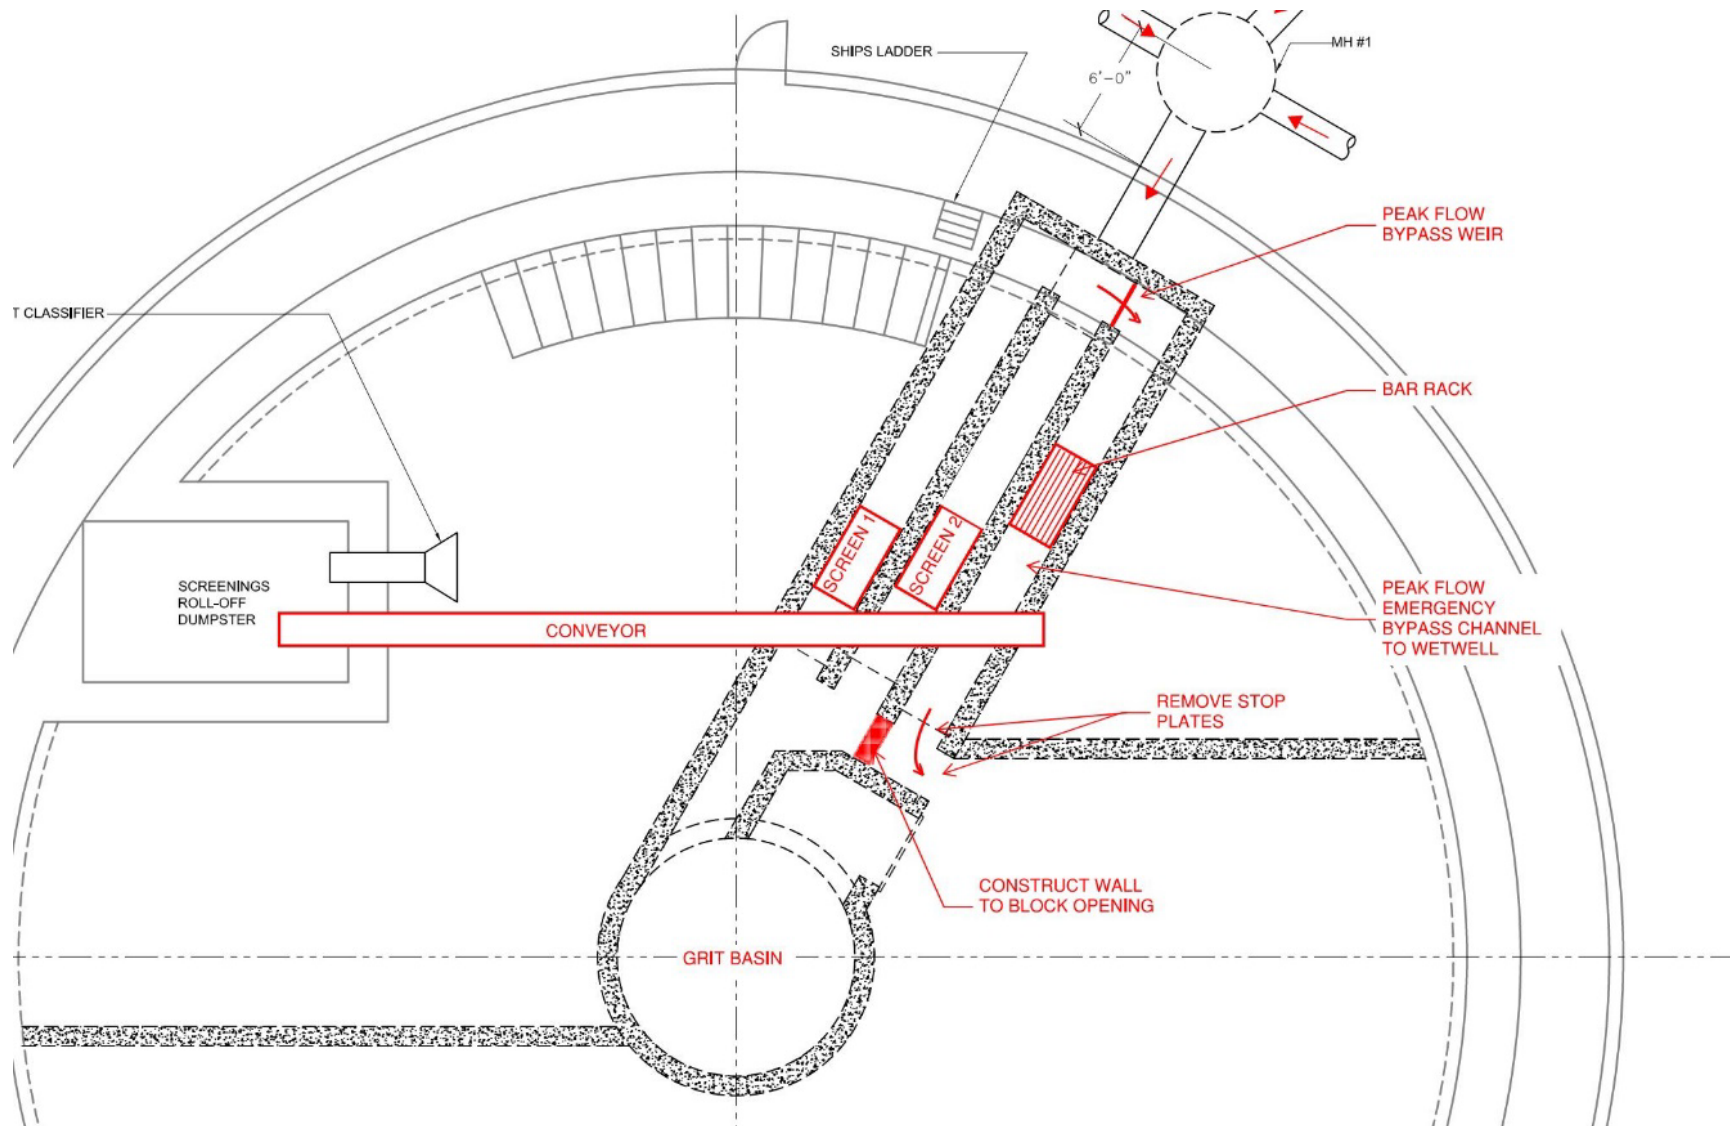 SHIPS LADDER
MH #1
6'-0"
PEAK FLOW
BYPASS WEIR
T CLASSIFIER
BAR RACK
SCREEN 1
SCREEN 2
SCREENINGS
ROLL-OFF
DUMPSTER
CONVEYOR
PEAK FLOW
EMERGENCY
BYPASS CHANNEL
TO WETWELL
REMOVE STOP
PLATES
CONSTRUCT WALL
TO BLOCK OPENING
GRIT BASIN